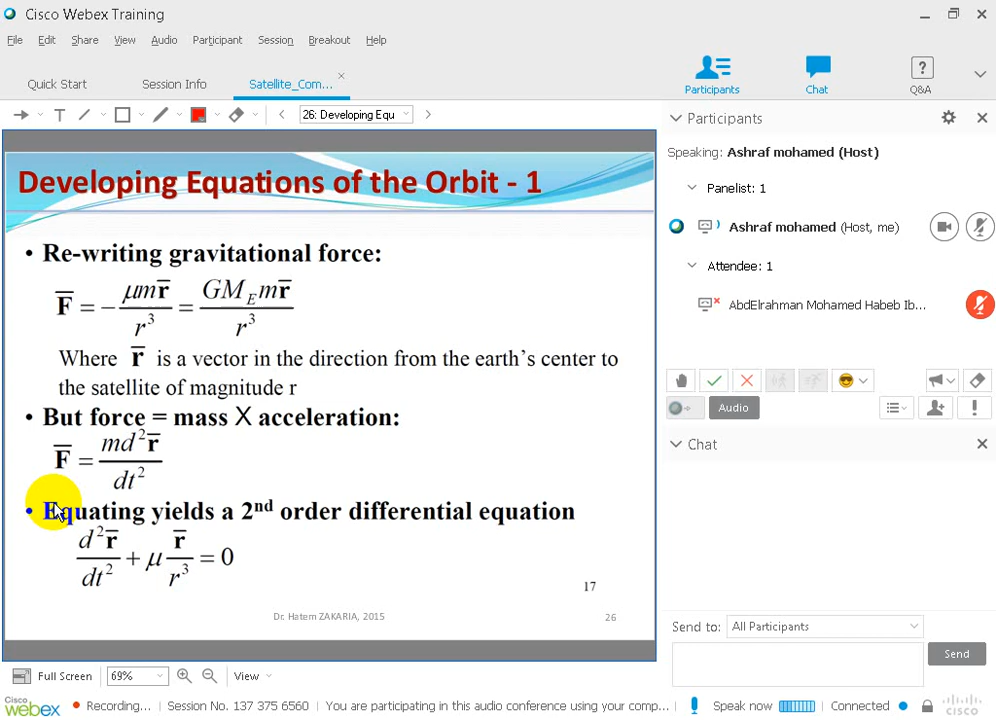 Cisco Webex Training
File Edit Share View Audio Participant Session Breakout Help
Quick Start Session Info Satellite_Com...
Participants Chat Q&A
26: Developing Equ
Developing Equations of the Orbit - 1
• Re-writing gravitational force:
F̅ = − μmr̅ / r³ = GM_E mr̅ / r³
Where r̅ is a vector in the direction from the earth's center to
the satellite of magnitude r
• But force = mass X acceleration:
F̅ = md²r̅ / dt²
• Equating yields a 2nd order differential equation
d²r̅ / dt² + μ r̅ / r³ = 0
17
Dr. Hatem ZAKARIA, 2015 26
Participants
Speaking: Ashraf mohamed (Host)
Panelist: 1
Ashraf mohamed (Host, me)
Attendee: 1
AbdElrahman Mohamed Habeb Ib...
Audio
Chat
Send to: All Participants
Send
Full Screen 69% View
Cisco webex Recording... Session No. 137 375 6560 You are participating in this audio conference using your comp... Speak now Connected cisco